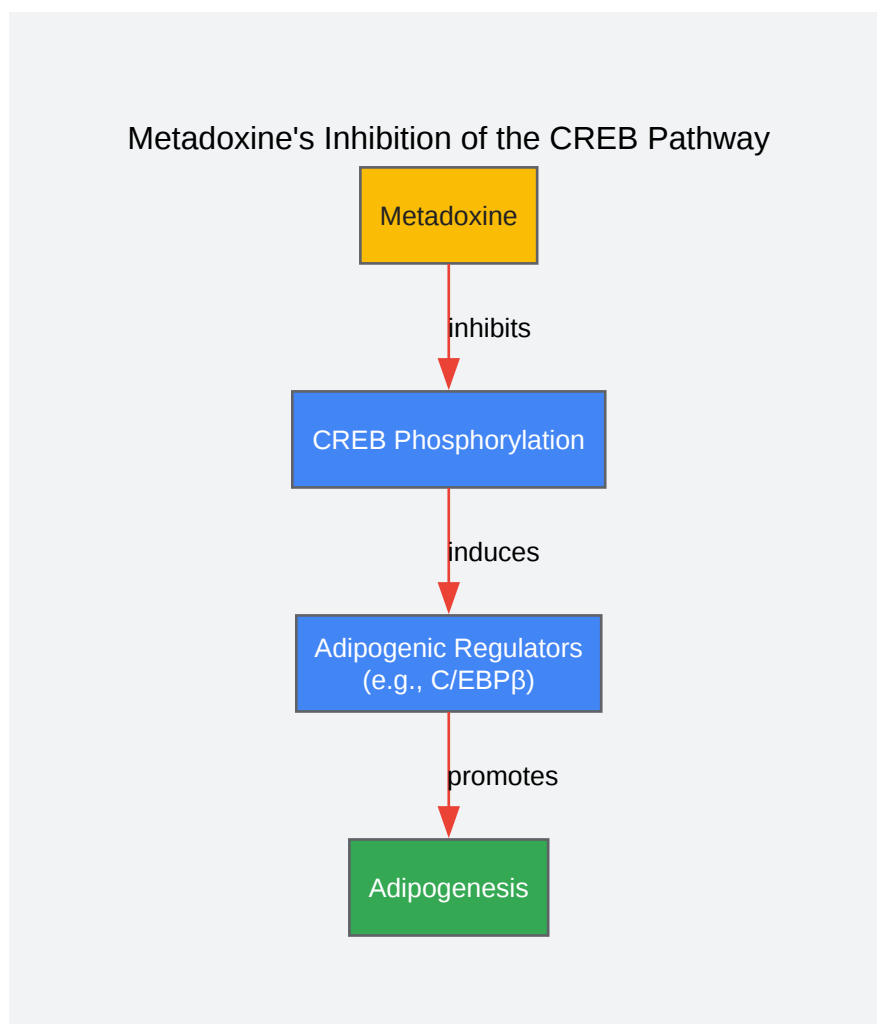 Metadoxine's Inhibition of the CREB Pathway
Metadoxine
inhibits
CREB Phosphorylation
induces
Adipogenic Regulators
(e.g., C/EBPβ)
promotes
Adipogenesis